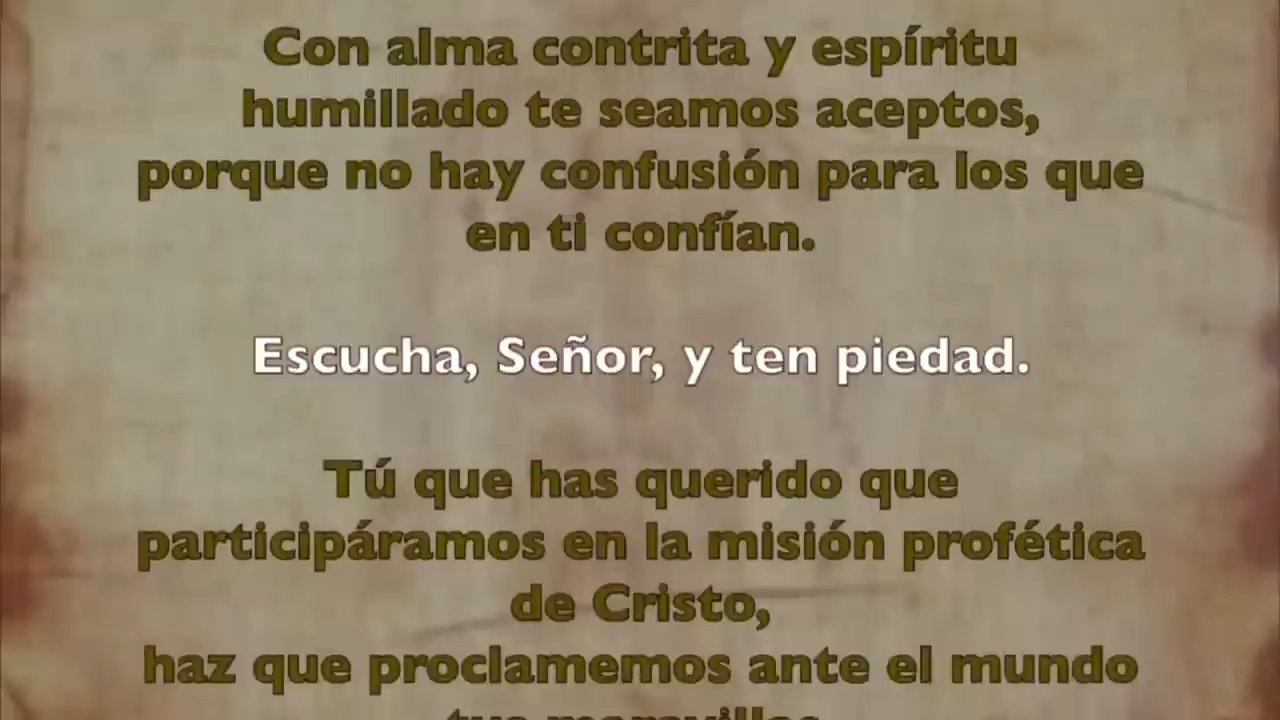 Con alma contrita y espíritu
humillado te seamos aceptos,
porque no hay confusión para los que
en ti confían.
Escucha, Señor, y ten piedad.
Tú que has querido que
participáramos en la misión profética
de Cristo,
haz que proclamemos ante el mundo
tus maravillas.